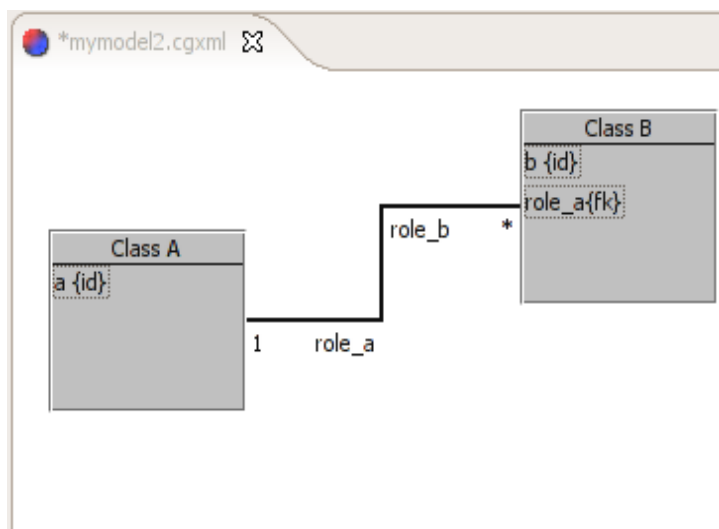 *mymodel2.cgxml
Class B
b {id}
role_a{fk}
role_b *
Class A
a {id}
1 role_a